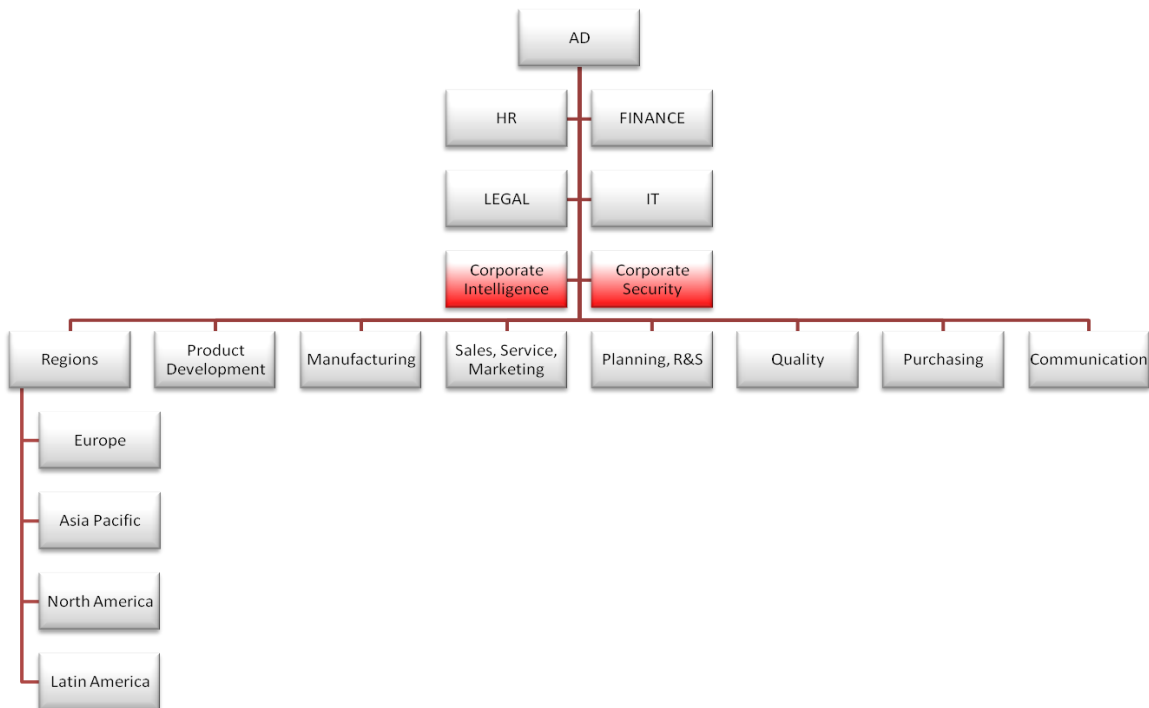 AD
HR
FINANCE
LEGAL
IT
Corporate
Intelligence
Corporate
Security
Regions
Product
Development
Manufacturing
Sales, Service,
Marketing
Planning, R&S
Quality
Purchasing
Communication
Europe
Asia Pacific
North America
Latin America